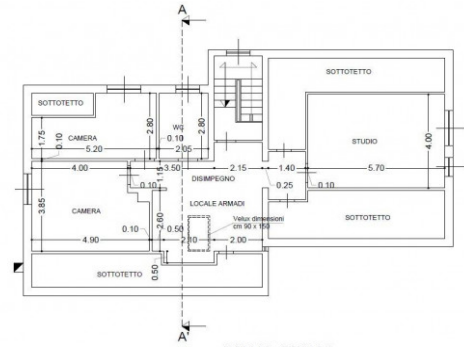 A
SOTTOTETTO
SOTTOTETTO
CAMERA
WC
STUDIO
1.75
0.10
2.80
0.10
2.80
4.00
5.20
2.05
4.00
3.50
2.15
1.40
5.70
0.10
1.15
DISIMPEGNO
0.25
0.10
3.85
CAMERA
LOCALE ARMADI
SOTTOTETTO
2.60
0.10
0.50
Velux dimensioni
cm 90 x 150
4.90
2.10
2.00
SOTTOTETTO
0.50
A'